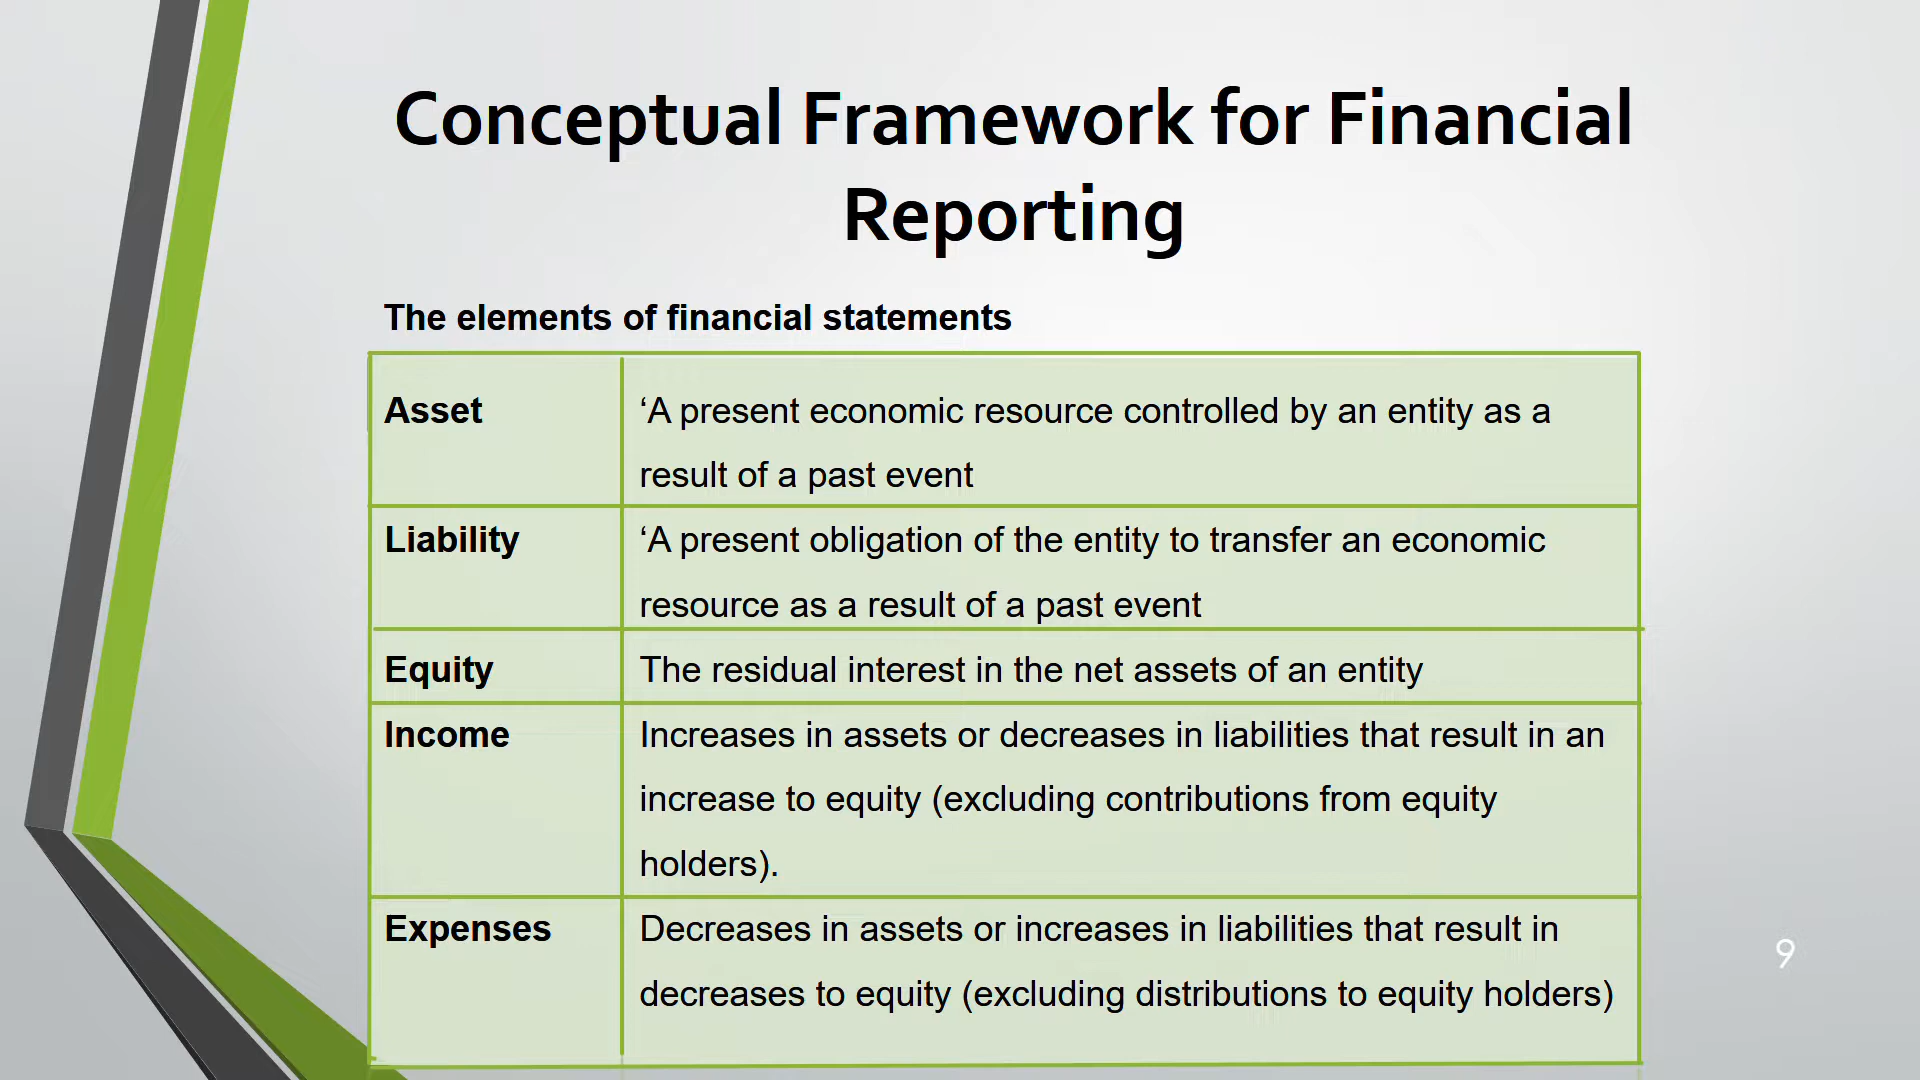 Conceptual Framework for Financial
Reporting
The elements of financial statements
Asset
‘A present economic resource controlled by an entity as a
result of a past event
Liability
‘A present obligation of the entity to transfer an economic
resource as a result of a past event
Equity
The residual interest in the net assets of an entity
Income
Increases in assets or decreases in liabilities that result in an
increase to equity (excluding contributions from equity
holders).
Expenses
Decreases in assets or increases in liabilities that result in
decreases to equity (excluding distributions to equity holders)
9